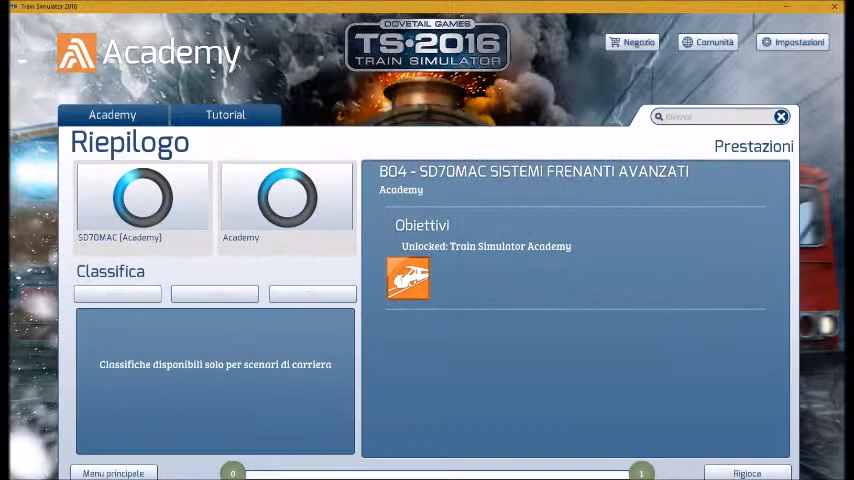 Train Simulator 2016
Academy
DOVETAIL GAMES
TS•2016
TRAIN SIMULATOR
Negozio
Comunità
Impostazioni
Academy
Tutorial
Ricerca
Riepilogo
Prestazioni
SD70MAC [Academy]
Academy
Classifica
Classifiche disponibili solo per scenari di carriera
B04 - SD70MAC SISTEMI FRENANTI AVANZATI
Academy
Obiettivi
Unlocked: Train Simulator Academy
Menu principale
0
1
Rigioca